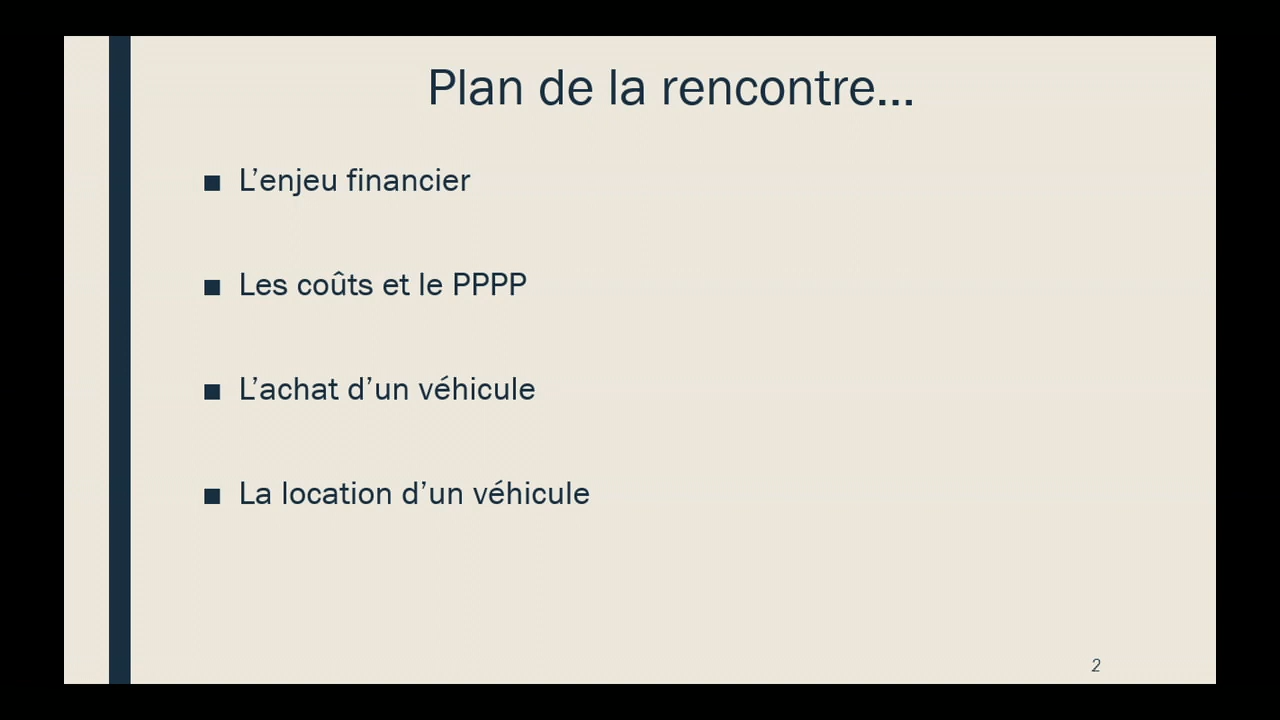 Plan de la rencontre...
■ L’enjeu financier
■ Les coûts et le PPPP
■ L’achat d’un véhicule
■ La location d’un véhicule
2